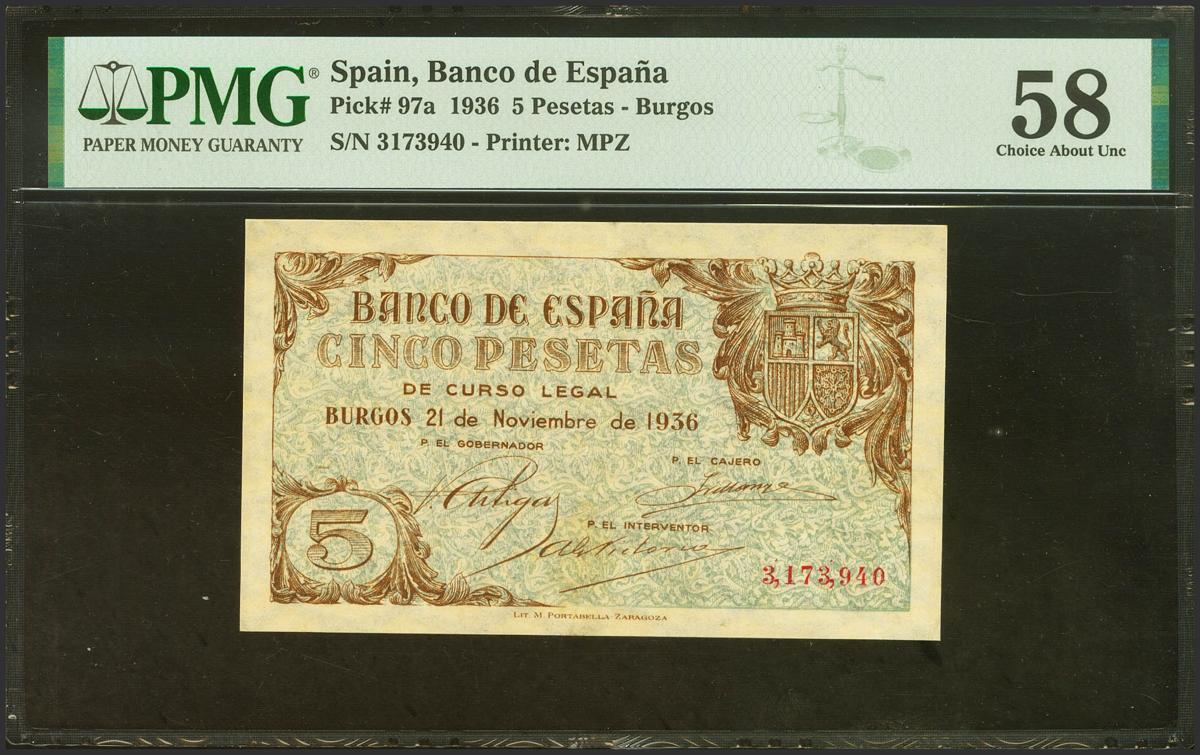 PMG®
PAPER MONEY GUARANTY
Spain, Banco de España
Pick# 97a 1936 5 Pesetas - Burgos
S/N 3173940 - Printer: MPZ
58
Choice About Unc
BANCO DE ESPAÑA
CINCO PESETAS
DE CURSO LEGAL
BURGOS 21 de Noviembre de 1936
P. EL GOBERNADOR
P. EL CAJERO
P. EL INTERVENTOR
5
3,173,940
LIT. M. PORTABELLA-ZARAGOZA